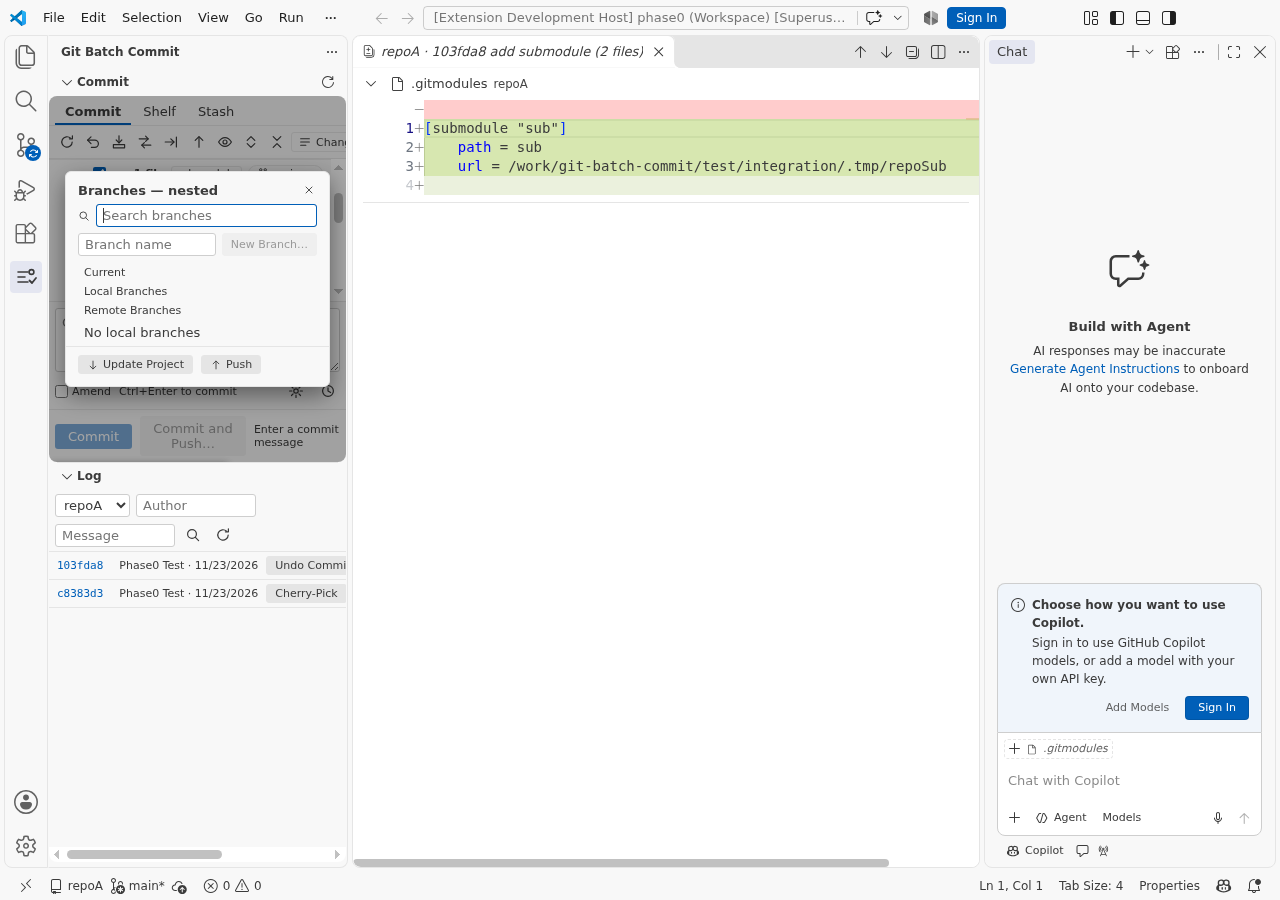 File Edit Selection View Go Run
[Extension Development Host] phase0 (Workspace) [Superus…
Sign In
Git Batch Commit
Commit
Commit Shelf Stash
Branches — nested
Search branches
Branch name
New Branch…
Current
Local Branches
Remote Branches
No local branches
Update Project
Push
Amend Ctrl+Enter to commit
Commit
Commit and Push…
Enter a commit message
Log
repoA
Author
Message
103fda8 Phase0 Test · 11/23/2026 Undo Commi
c8383d3 Phase0 Test · 11/23/2026 Cherry-Pick
repoA · 103fda8 add submodule (2 files)
.gitmodules repoA
1+ [submodule "sub"]
2+ path = sub
3+ url = /work/git-batch-commit/test/integration/.tmp/repoSub
4+
Chat
Build with Agent
AI responses may be inaccurate
Generate Agent Instructions to onboard
AI onto your codebase.
Choose how you want to use
Copilot.
Sign in to use GitHub Copilot
models, or add a model with your
own API key.
Add Models
Sign In
.gitmodules
Chat with Copilot
Agent
Models
Copilot
repoA main* 0 0
Ln 1, Col 1 Tab Size: 4 Properties